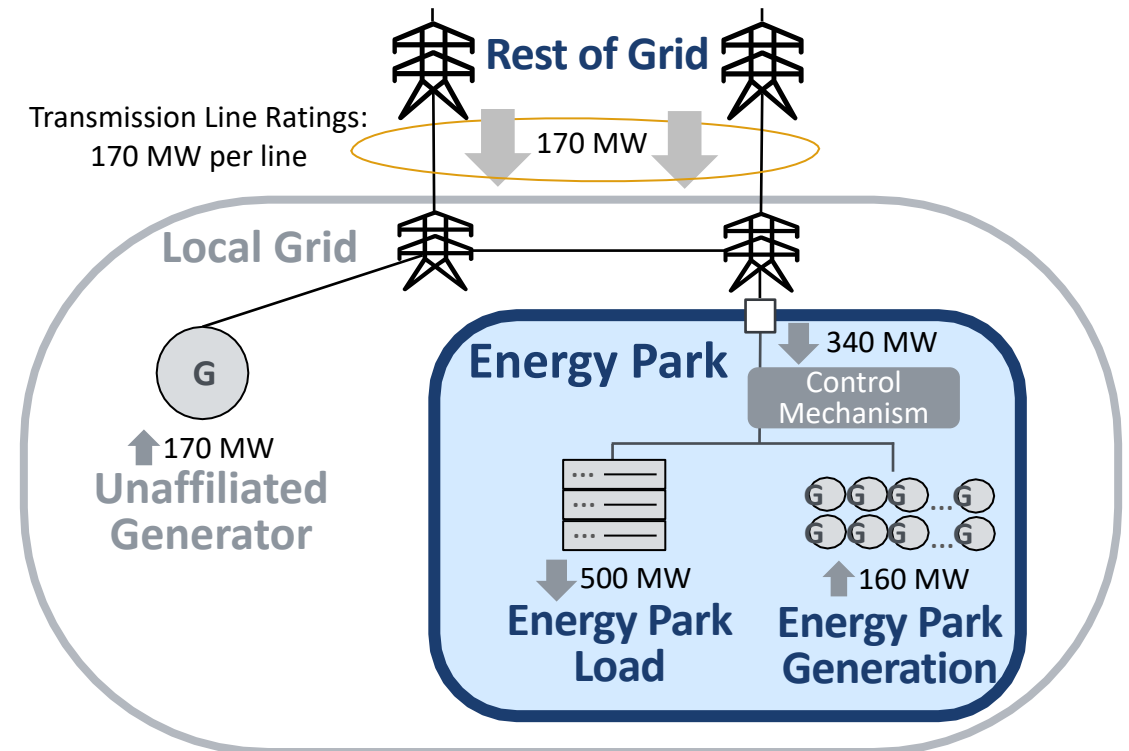 Rest of Grid
Transmission Line Ratings:
170 MW per line
170 MW
Local Grid
G
170 MW
Unaffiliated
Generator
Energy Park
340 MW
Control
Mechanism
500 MW
Energy Park
Load
G G G ...G
G G G ...G
160 MW
Energy Park
Generation